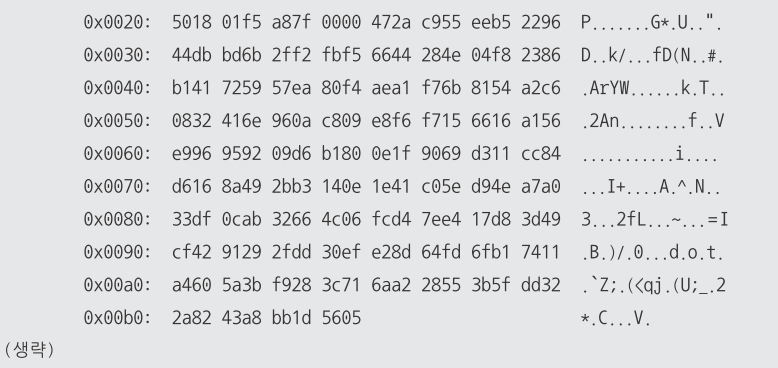 0x0020: 5018 01f5 a87f 0000 472a c955 eeb5 2296 P.......G*.U..".
0x0030: 44db bd6b 2ff2 fbf5 6644 284e 04f8 2386 D..k/...fD(N..#.
0x0040: b141 7259 57ea 80f4 aea1 f76b 8154 a2c6 .ArYW......k.T..
0x0050: 0832 416e 960a c809 e8f6 f715 6616 a156 .2An........f..V
0x0060: e996 9592 09d6 b180 0e1f 9069 d311 cc84 ...........i....
0x0070: d616 8a49 2bb3 140e 1e41 c05e d94e a7a0 ...I+....A.^.N..
0x0080: 33df 0cab 3266 4c06 fcd4 7ee4 17d8 3d49 3...2fL...~...=I
0x0090: cf42 9129 2fdd 30ef e28d 64fd 6fb1 7411 .B.)/.0...d.o.t.
0x00a0: a460 5a3b f928 3c71 6aa2 2855 3b5f dd32 .`Z;.(<qj.(U;_.2
0x00b0: 2a82 43a8 bb1d 5605 *.C...V.
(생략)